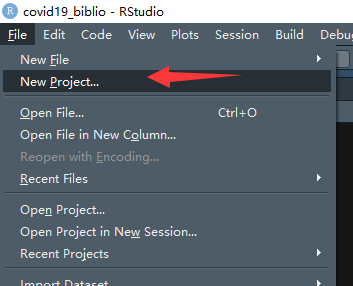 R covid19_biblio - RStudio
File Edit Code View Plots Session Build Debu
New File
New Project...
Open File... Ctrl+O
Open File in New Column...
Reopen with Encoding...
Recent Files
Open Project...
Open Project in New Session...
Recent Projects
Import Dataset